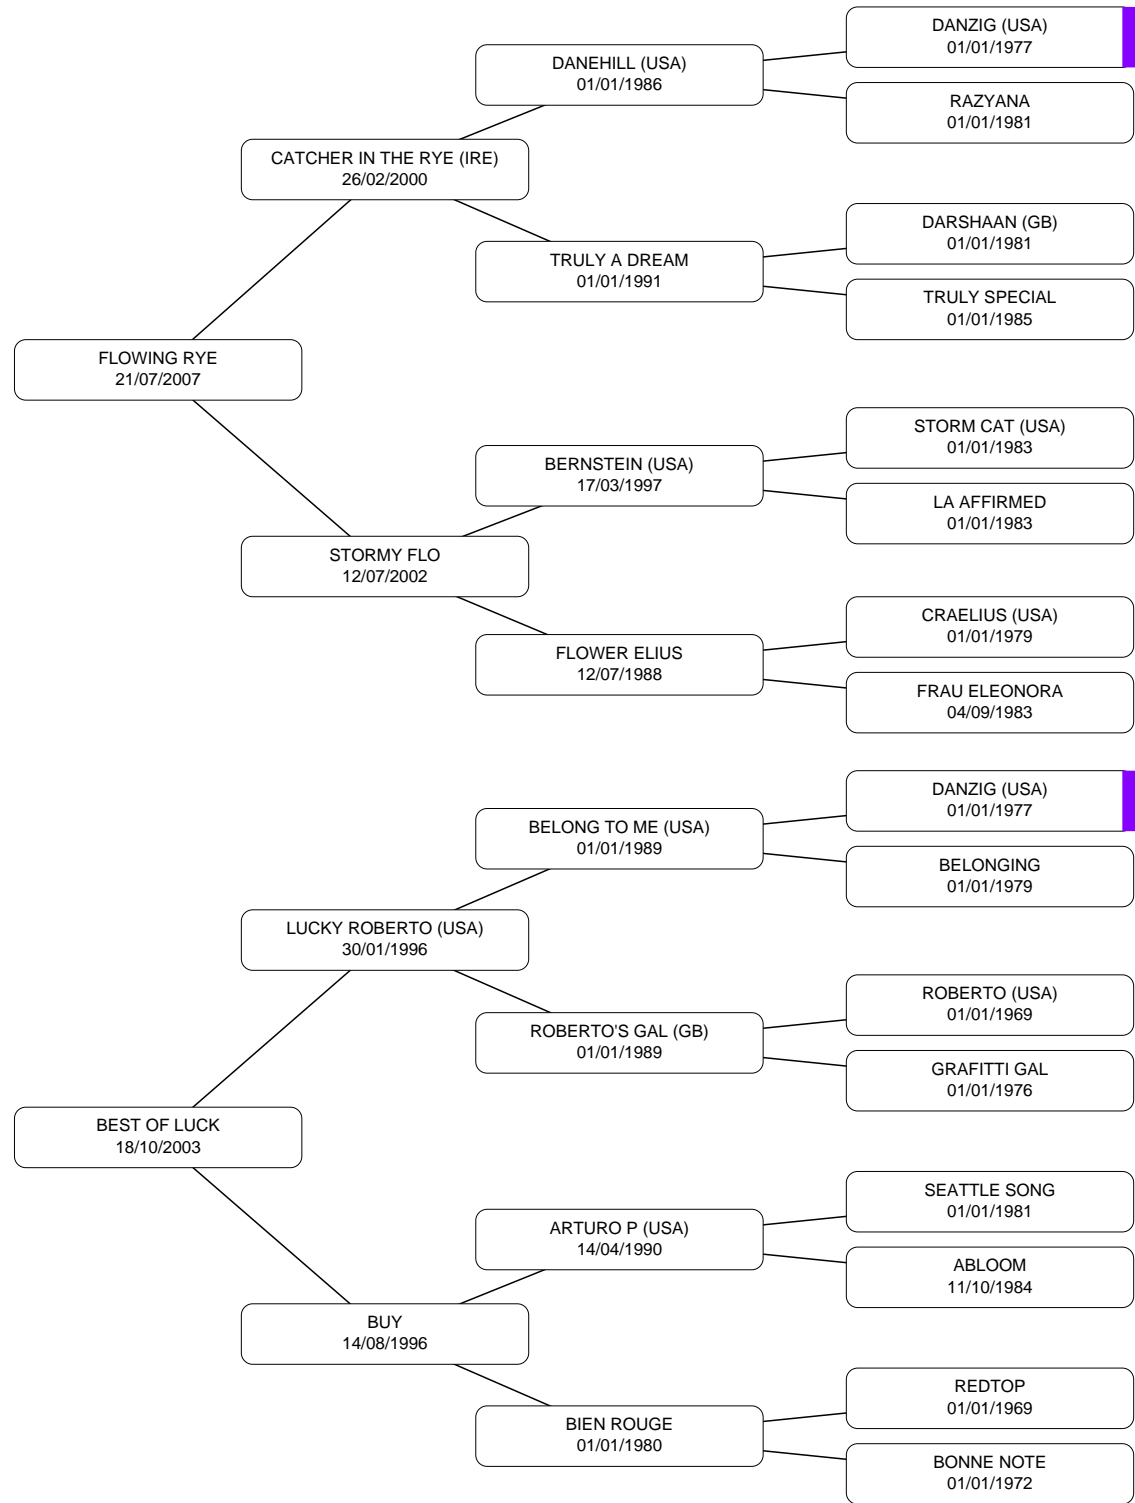 DANZIG (USA)
01/01/1977
DANEHILL (USA)
01/01/1986
RAZYANA
01/01/1981
CATCHER IN THE RYE (IRE)
26/02/2000
DARSHAAN (GB)
01/01/1981
TRULY A DREAM
01/01/1991
TRULY SPECIAL
01/01/1985
FLOWING RYE
21/07/2007
STORM CAT (USA)
01/01/1983
BERNSTEIN (USA)
17/03/1997
LA AFFIRMED
01/01/1983
STORMY FLO
12/07/2002
CRAELIUS (USA)
01/01/1979
FLOWER ELIUS
12/07/1988
FRAU ELEONORA
04/09/1983
DANZIG (USA)
01/01/1977
BELONG TO ME (USA)
01/01/1989
BELONGING
01/01/1979
LUCKY ROBERTO (USA)
30/01/1996
ROBERTO (USA)
01/01/1969
ROBERTO'S GAL (GB)
01/01/1989
GRAFITTI GAL
01/01/1976
BEST OF LUCK
18/10/2003
SEATTLE SONG
01/01/1981
ARTURO P (USA)
14/04/1990
ABLOOM
11/10/1984
BUY
14/08/1996
REDTOP
01/01/1969
BIEN ROUGE
01/01/1980
BONNE NOTE
01/01/1972